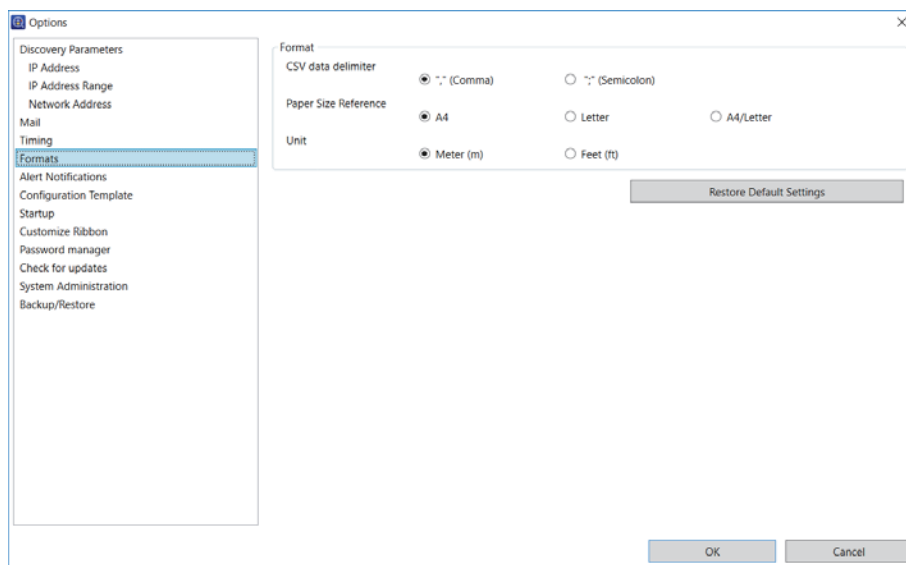 Options
Discovery Parameters
IP Address
IP Address Range
Network Address
Mail
Timing
Formats
Alert Notifications
Configuration Template
Startup
Customize Ribbon
Password manager
Check for updates
System Administration
Backup/Restore
Format
CSV data delimiter
"," (Comma) ";" (Semicolon)
Paper Size Reference
A4 Letter A4/Letter
Unit
Meter (m) Feet (ft)
Restore Default Settings
OK Cancel